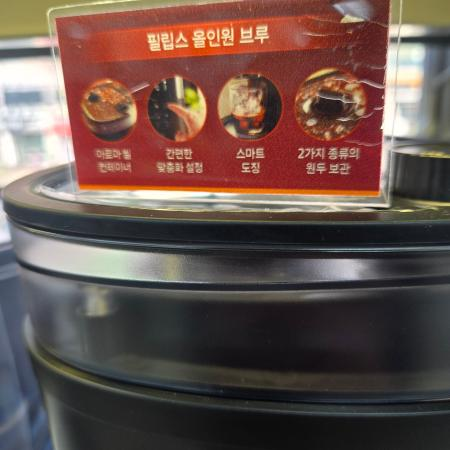 필립스 올인원 브루
아로마 씰
컨테이너
간편한
맞춤화 설정
스마트
도징
2가지 종류의
원두 보관